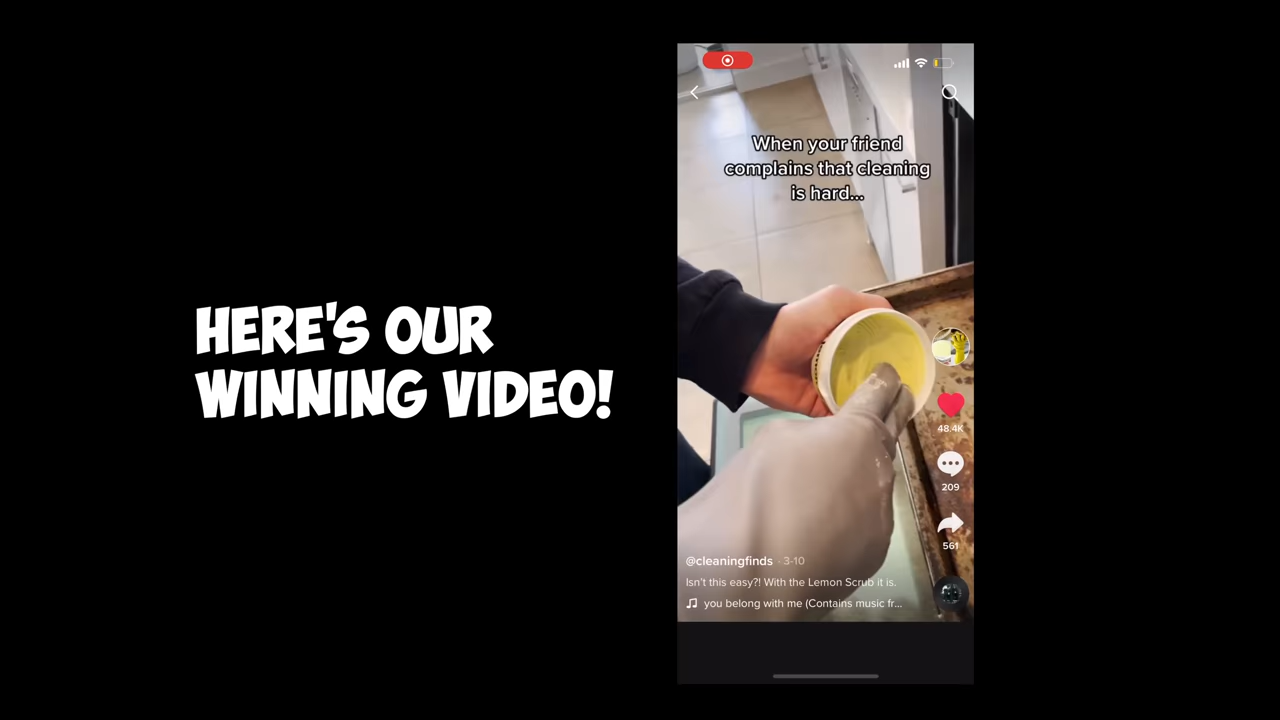 HERE'S OUR
WINNING VIDEO!
When your friend
complains that cleaning
is hard...
48.4K
209
561
@cleaningfinds · 3-10
Isn't this easy?! With the Lemon Scrub it is.
you belong with me (Contains music fr...